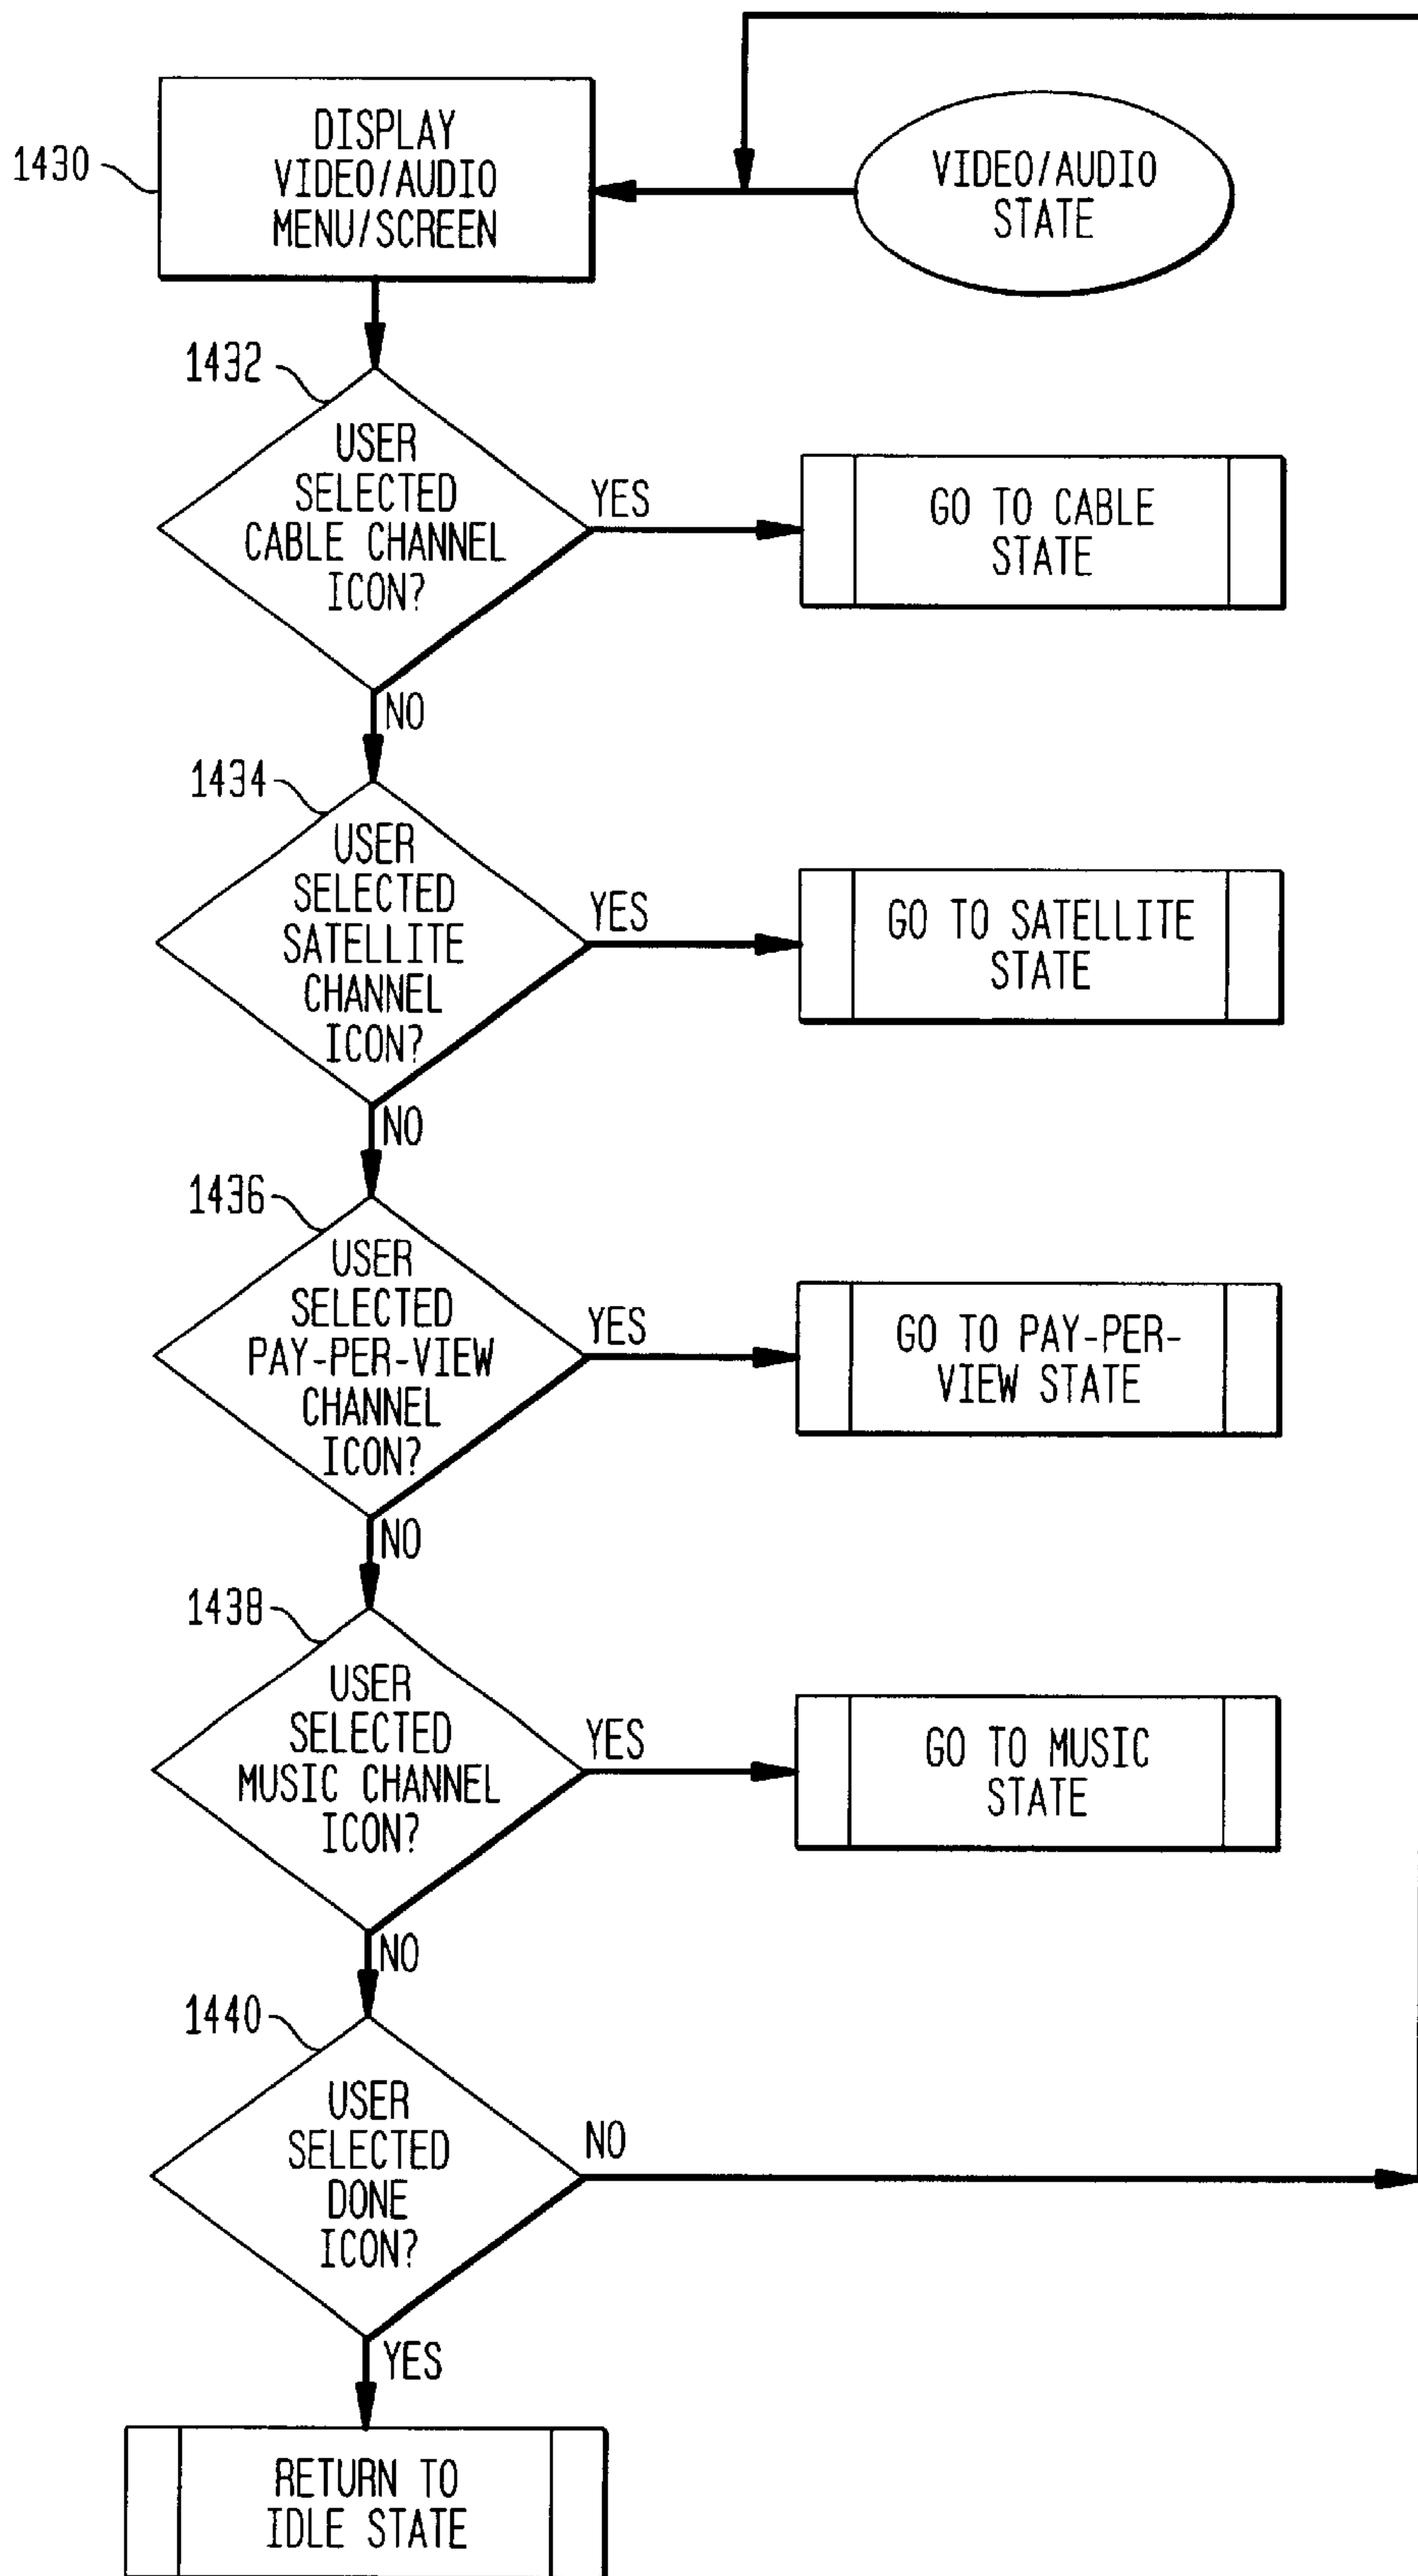 1430
DISPLAY
VIDEO/AUDIO
MENU/SCREEN
VIDEO/AUDIO
STATE
1432
USER
SELECTED
CABLE CHANNEL
ICON?
YES
GO TO CABLE
STATE
NO
1434
USER
SELECTED
SATELLITE
CHANNEL
ICON?
YES
GO TO SATELLITE
STATE
NO
1436
USER
SELECTED
PAY-PER-VIEW
CHANNEL
ICON?
YES
GO TO PAY-PER-
VIEW STATE
NO
1438
USER
SELECTED
MUSIC CHANNEL
ICON?
YES
GO TO MUSIC
STATE
NO
1440
USER
SELECTED
DONE
ICON?
NO
YES
RETURN TO
IDLE STATE